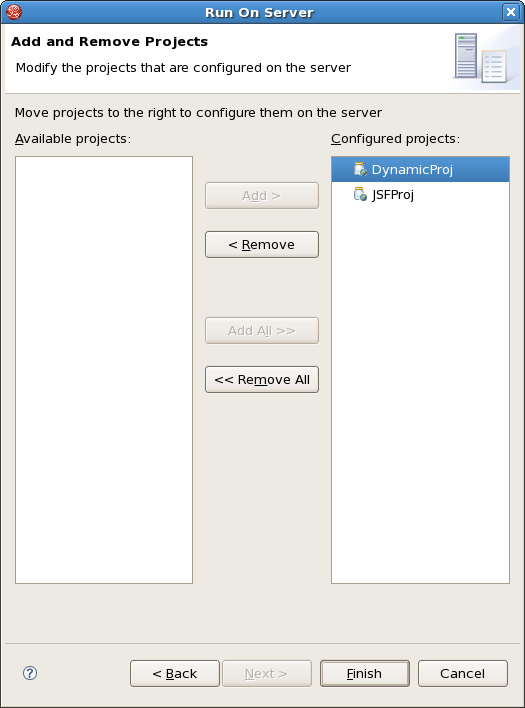 Run On Server
Add and Remove Projects
Modify the projects that are configured on the server
Move projects to the right to configure them on the server
Available projects:
Configured projects:
DynamicProj
JSFProj
Add >
< Remove
Add All >>
<< Remove All
?
< Back
Next >
Finish
Cancel